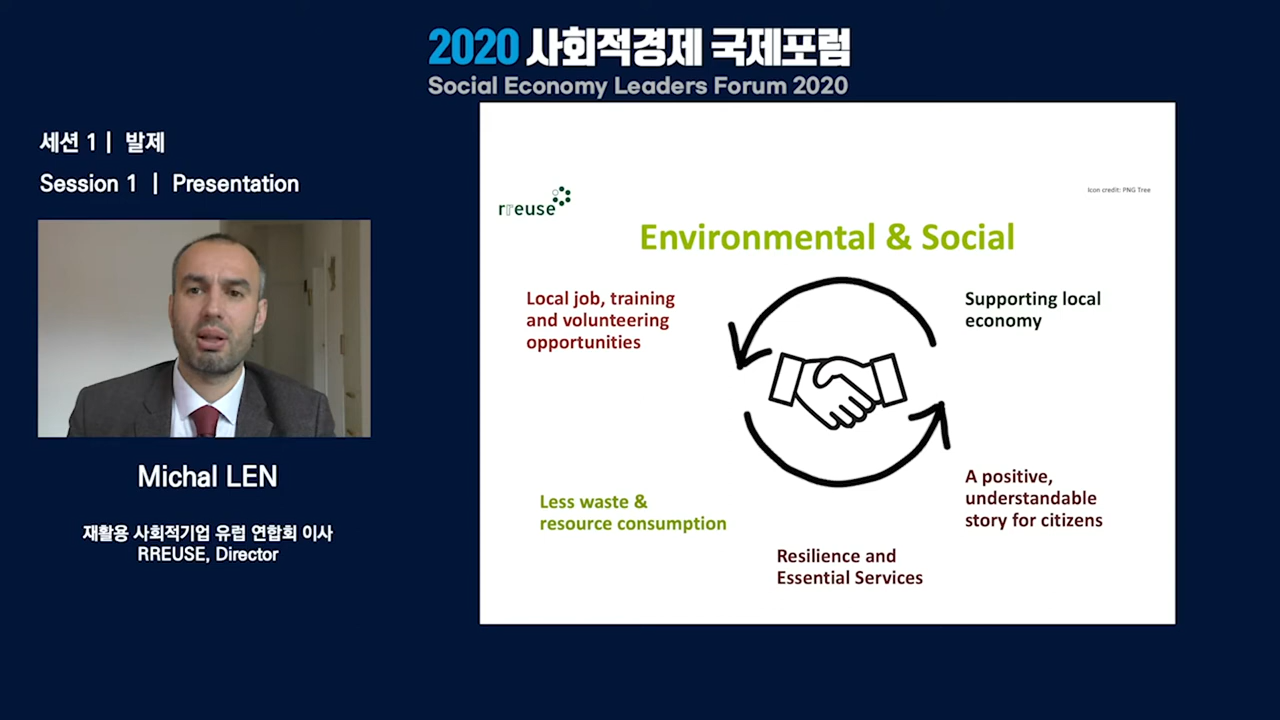 2020 사회적경제 국제포럼
Social Economy Leaders Forum 2020
세션 1 | 발제
Session 1 | Presentation
Michal LEN
재활용 사회적기업 유럽 연합회 이사
RREUSE, Director
rreuse
Icon credit: PNG Tree
Environmental & Social
Local job, training
and volunteering
opportunities
Supporting local
economy
Less waste &
resource consumption
A positive,
understandable
story for citizens
Resilience and
Essential Services